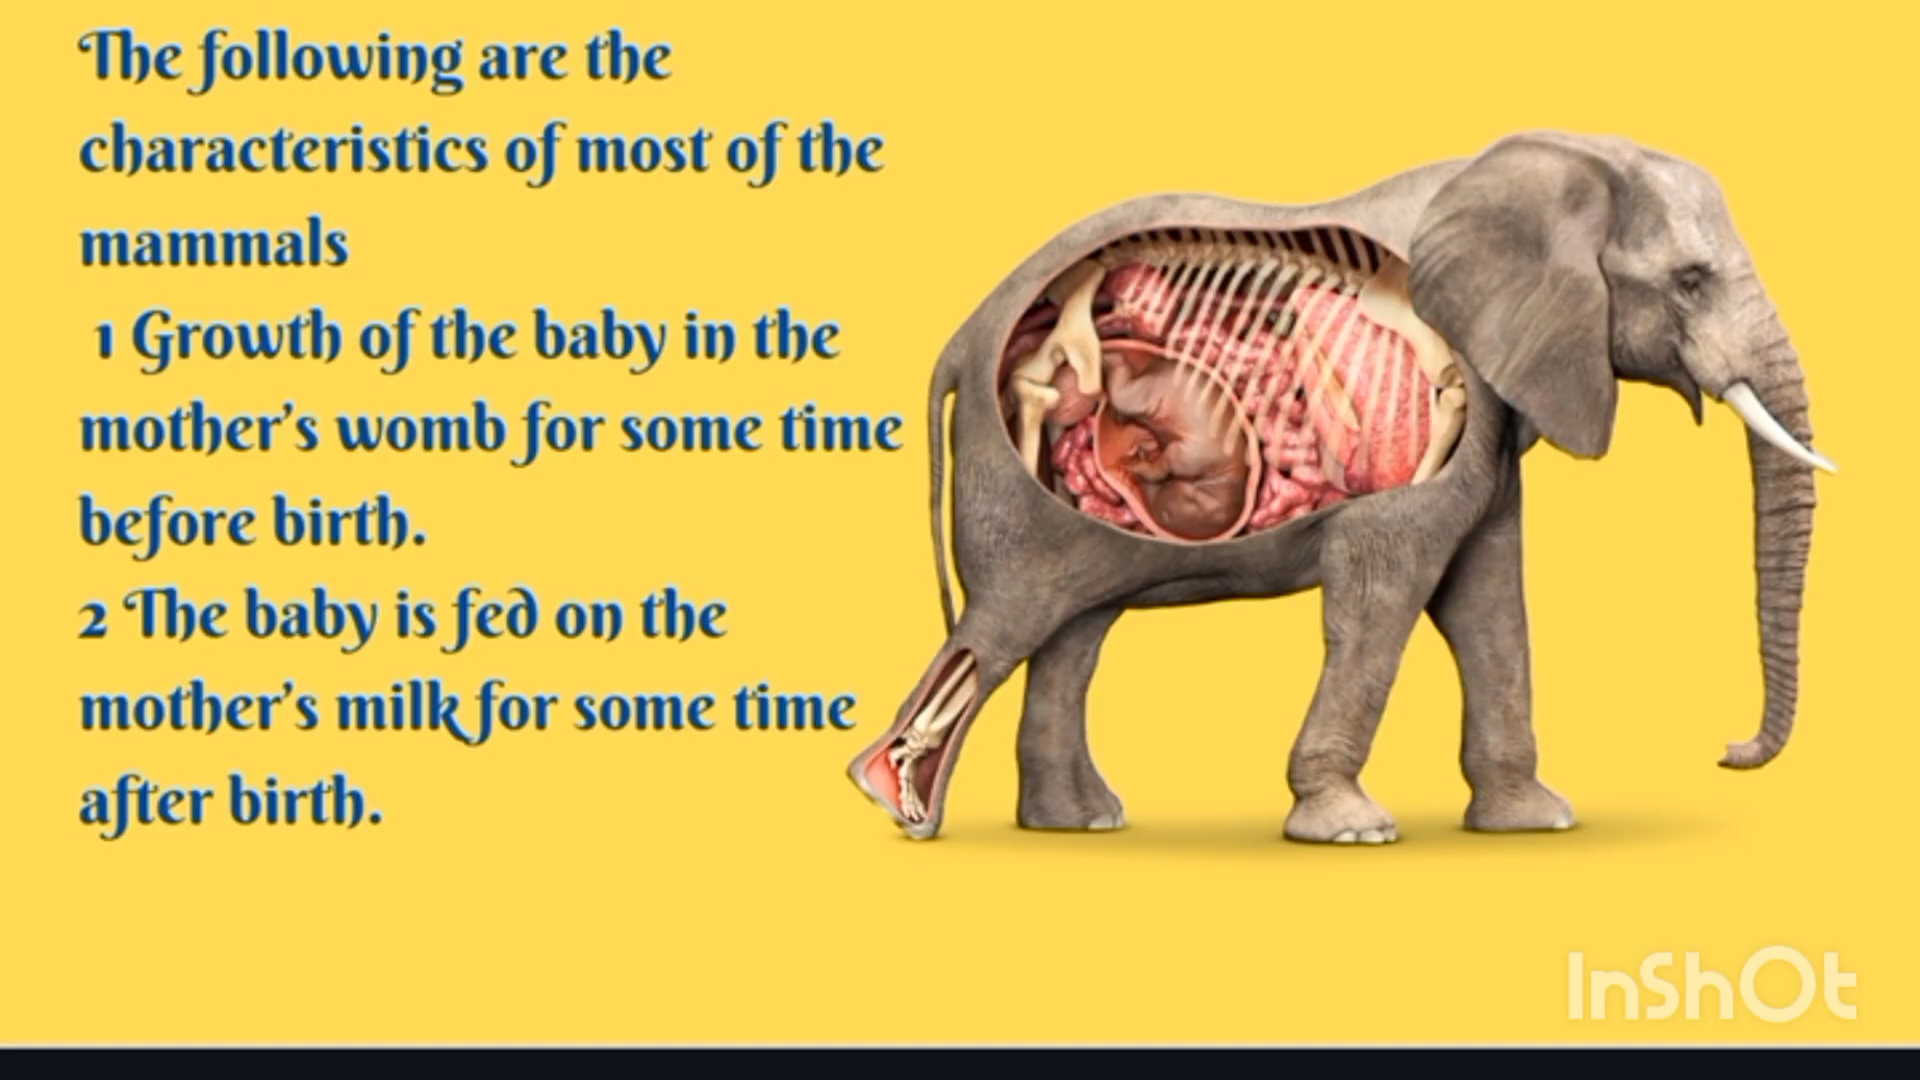 The following are the
characteristics of most of the
mammals
1 Growth of the baby in the
mother's womb for some time
before birth.
2 The baby is fed on the
mother's milk for some time
after birth.
InShOt